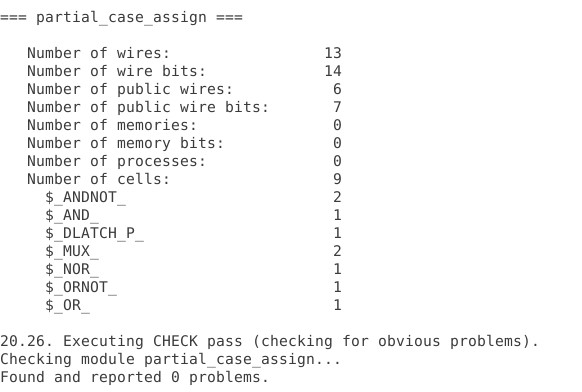 === partial_case_assign ===
Number of wires: 13
Number of wire bits: 14
Number of public wires: 6
Number of public wire bits: 7
Number of memories: 0
Number of memory bits: 0
Number of processes: 0
Number of cells: 9
$_ANDNOT_ 2
$_AND_ 1
$_DLATCH_P_ 1
$_MUX_ 2
$_NOR_ 1
$_ORNOT_ 1
$_OR_ 1
20.26. Executing CHECK pass (checking for obvious problems).
Checking module partial_case_assign...
Found and reported 0 problems.